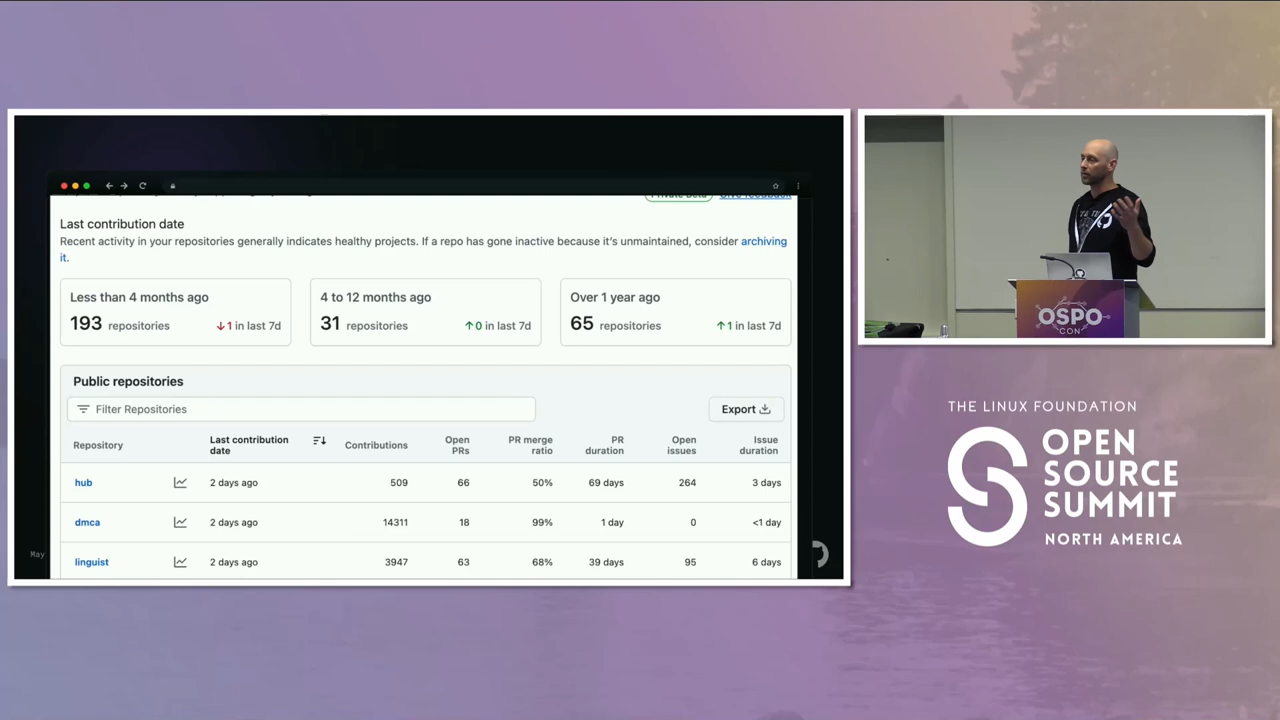 Private Beta Give feedback
Last contribution date
Recent activity in your repositories generally indicates healthy projects. If a repo has gone inactive because it's unmaintained, consider archiving
it.
Less than 4 months ago
193 repositories ↓1 in last 7d
4 to 12 months ago
31 repositories ↑0 in last 7d
Over 1 year ago
65 repositories ↑1 in last 7d
Public repositories
Filter Repositories
Export
Repository Last contribution date Contributions Open PRs PR merge ratio PR duration Open issues Issue duration
hub 2 days ago 509 66 50% 69 days 264 3 days
dmca 2 days ago 14311 18 99% 1 day 0 <1 day
linguist 2 days ago 3947 63 68% 39 days 95 6 days
May
OSPO
CON
THE LINUX FOUNDATION
OPEN
SOURCE
SUMMIT
NORTH AMERICA